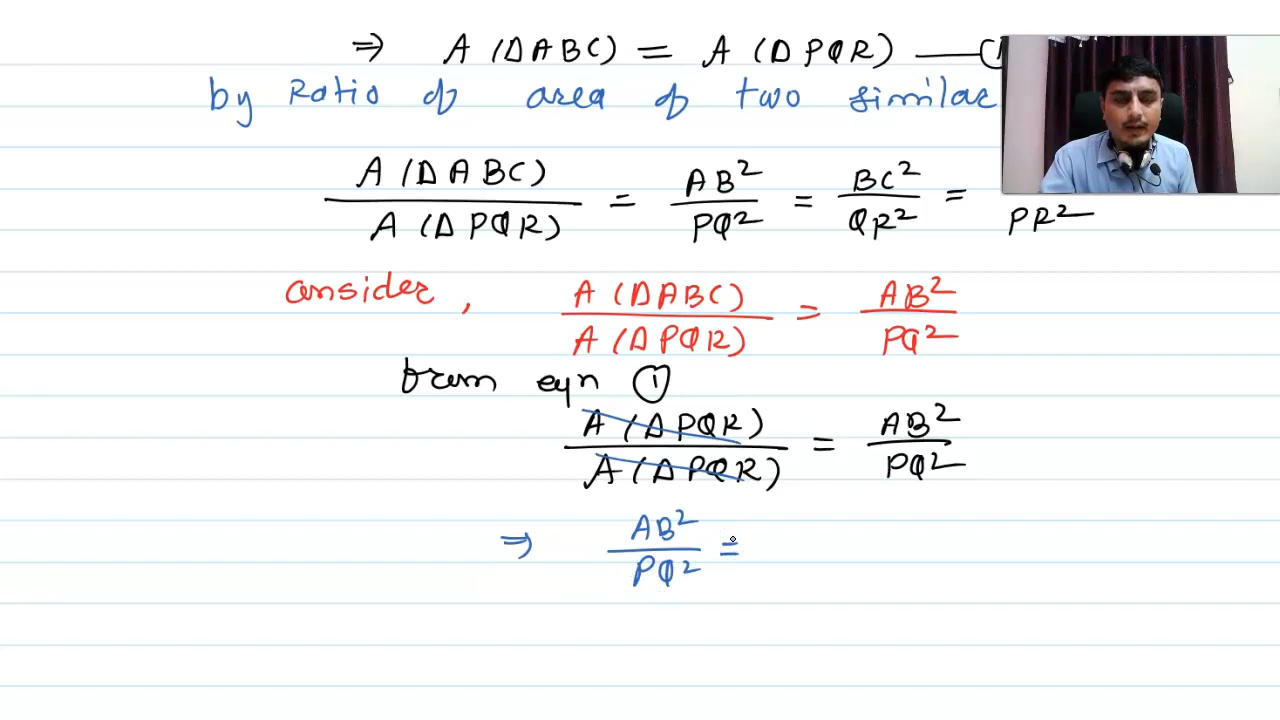 ⇒ A (ΔABC) = A (ΔPQR) —
by Ratio of area of two similar
A (ΔABC) / A (ΔPQR) = AB² / PQ² = BC² / QR² = / PR²
consider, A (ΔABC) / A (ΔPQR) = AB² / PQ²
from eqn ①
A (ΔPQR) / A (ΔPQR) = AB² / PQ²
⇒ AB² / PQ² =